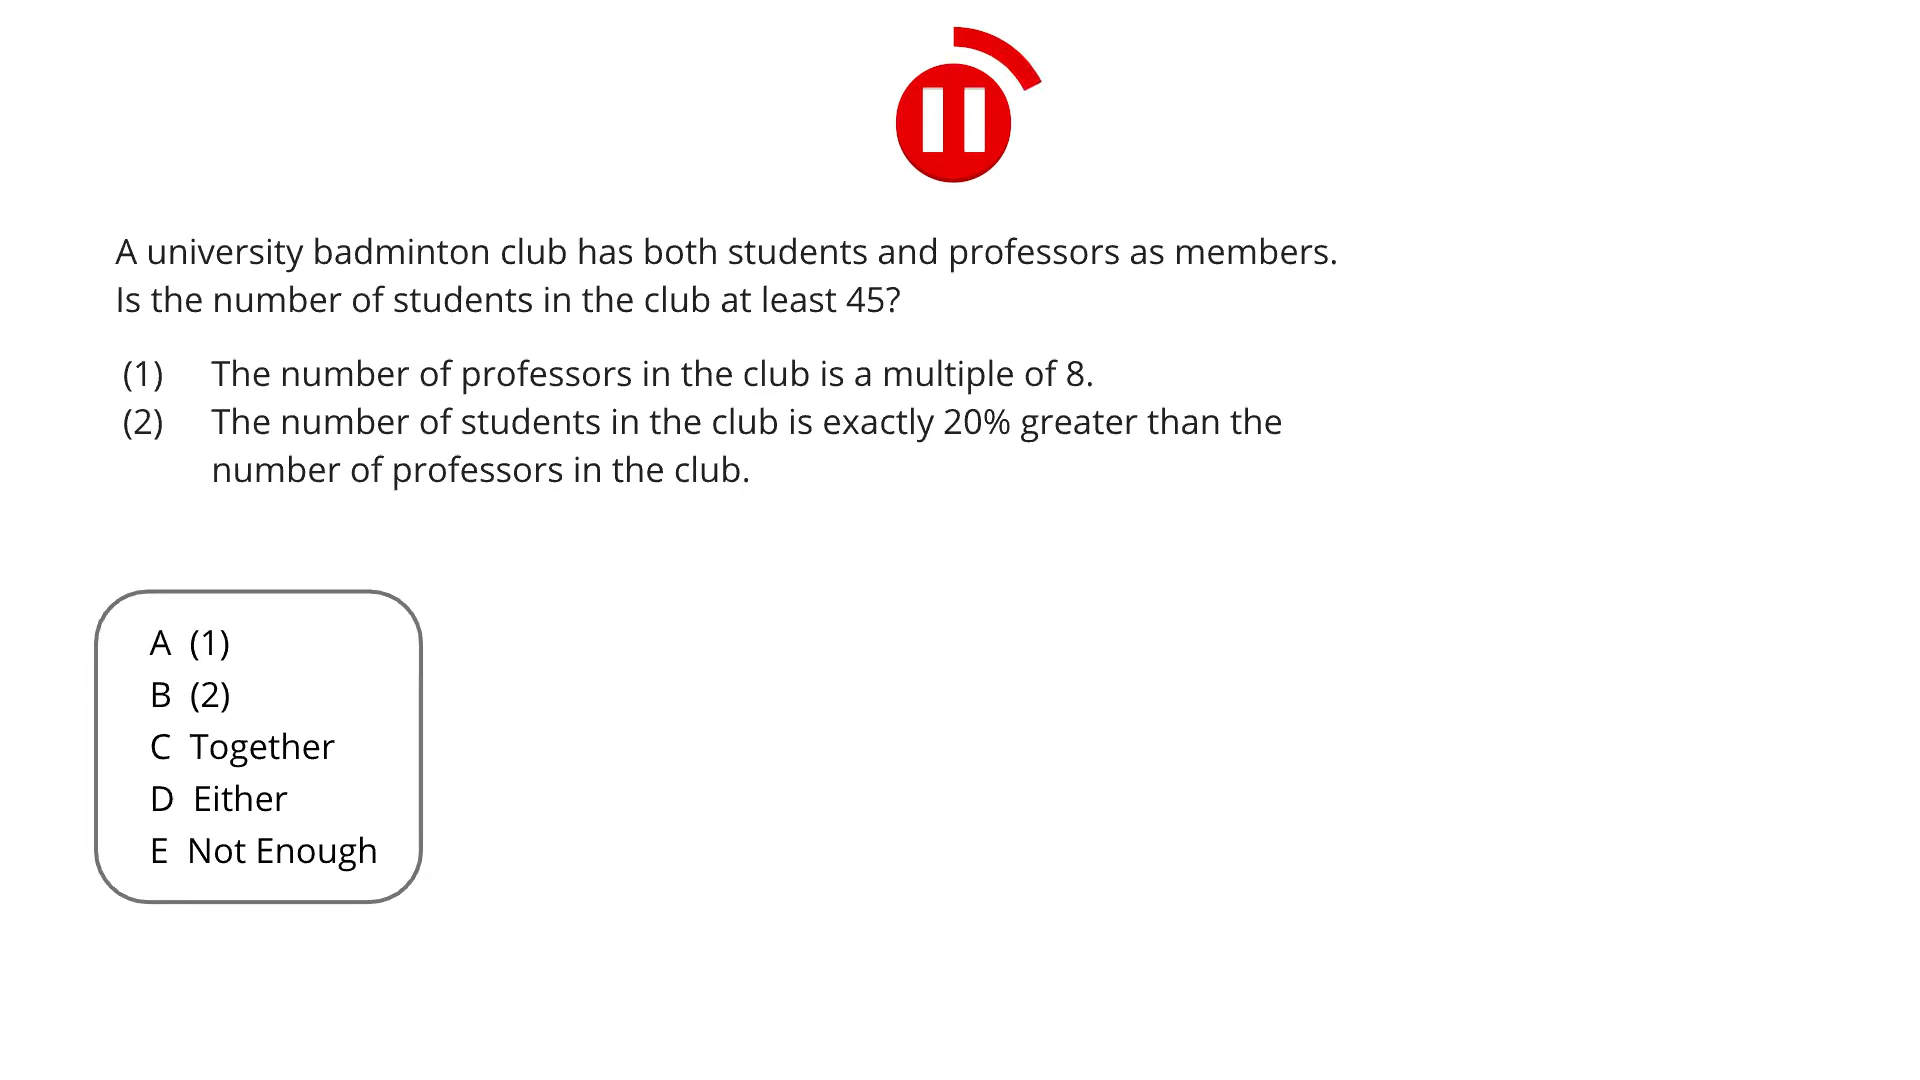 A university badminton club has both students and professors as members.
Is the number of students in the club at least 45?
(1) The number of professors in the club is a multiple of 8.
(2) The number of students in the club is exactly 20% greater than the
number of professors in the club.
A (1)
B (2)
C Together
D Either
E Not Enough